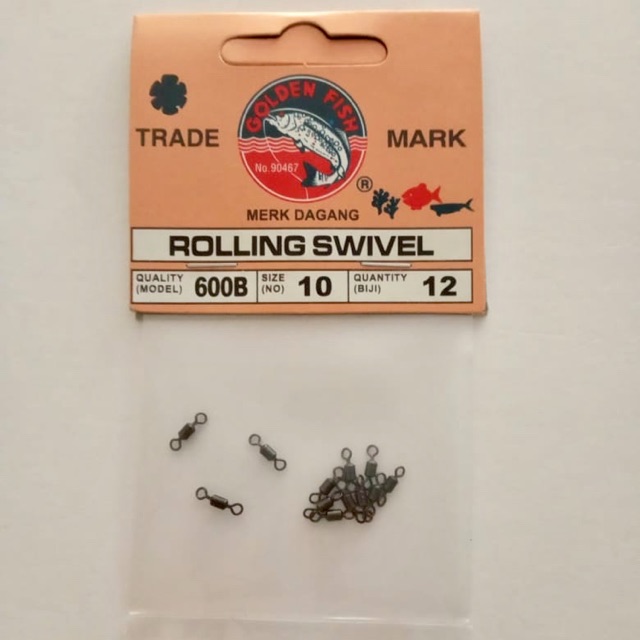 GOLDEN FISH
TRADE MARK
No.90467
®
MERK DAGANG
ROLLING SWIVEL
QUALITY (MODEL) 600B SIZE (NO) 10 QUANTITY (BIJI) 12